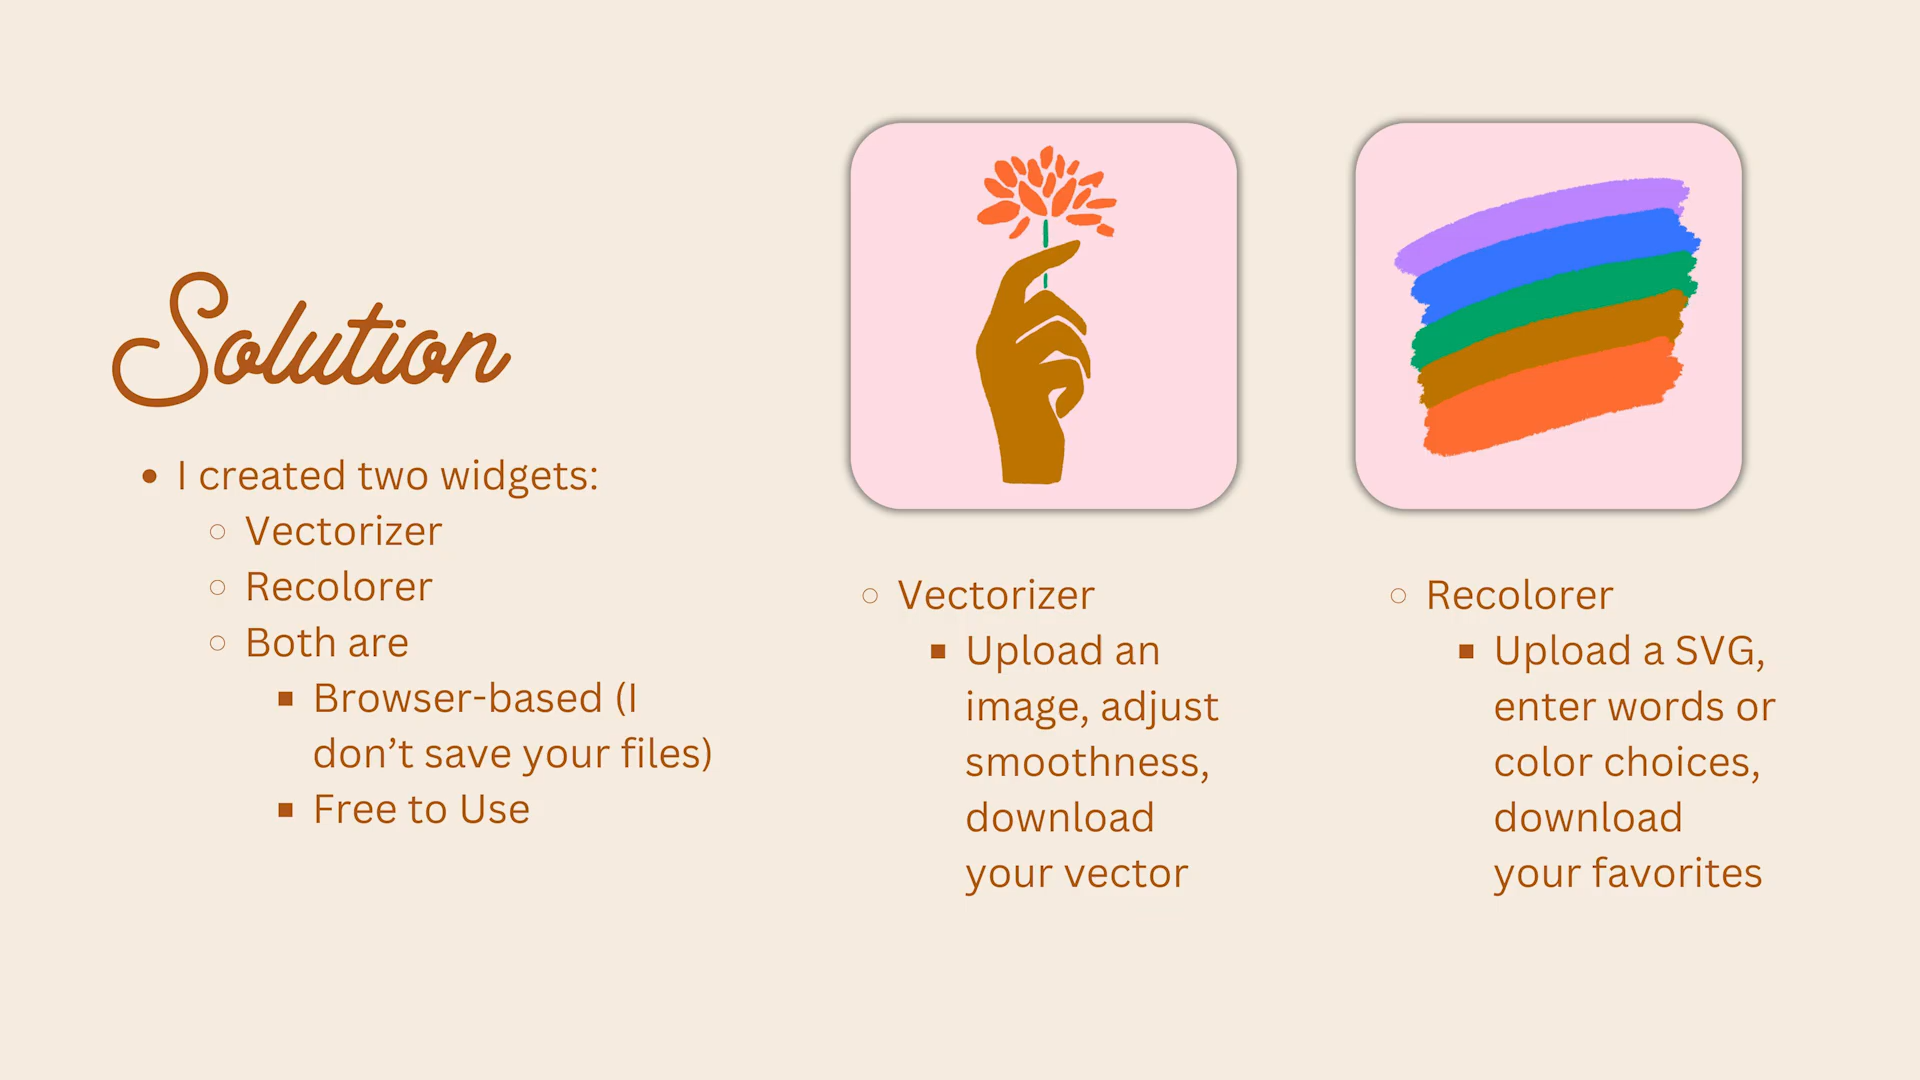 Solution
I created two widgets:
Vectorizer
Recolorer
Both are
Browser-based (I
don’t save your files)
Free to Use
Vectorizer
Upload an
image, adjust
smoothness,
download
your vector
Recolorer
Upload a SVG,
enter words or
color choices,
download
your favorites